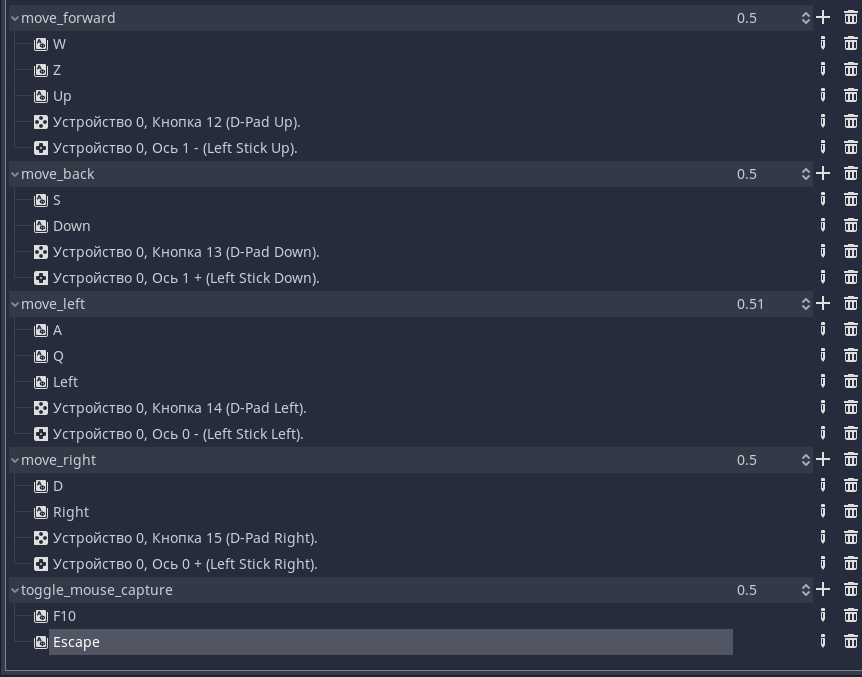 move_forward 0.5
W
Z
Up
Устройство 0, Кнопка 12 (D-Pad Up).
Устройство 0, Ось 1 - (Left Stick Up).
move_back 0.5
S
Down
Устройство 0, Кнопка 13 (D-Pad Down).
Устройство 0, Ось 1 + (Left Stick Down).
move_left 0.51
A
Q
Left
Устройство 0, Кнопка 14 (D-Pad Left).
Устройство 0, Ось 0 - (Left Stick Left).
move_right 0.5
D
Right
Устройство 0, Кнопка 15 (D-Pad Right).
Устройство 0, Ось 0 + (Left Stick Right).
toggle_mouse_capture 0.5
F10
Escape